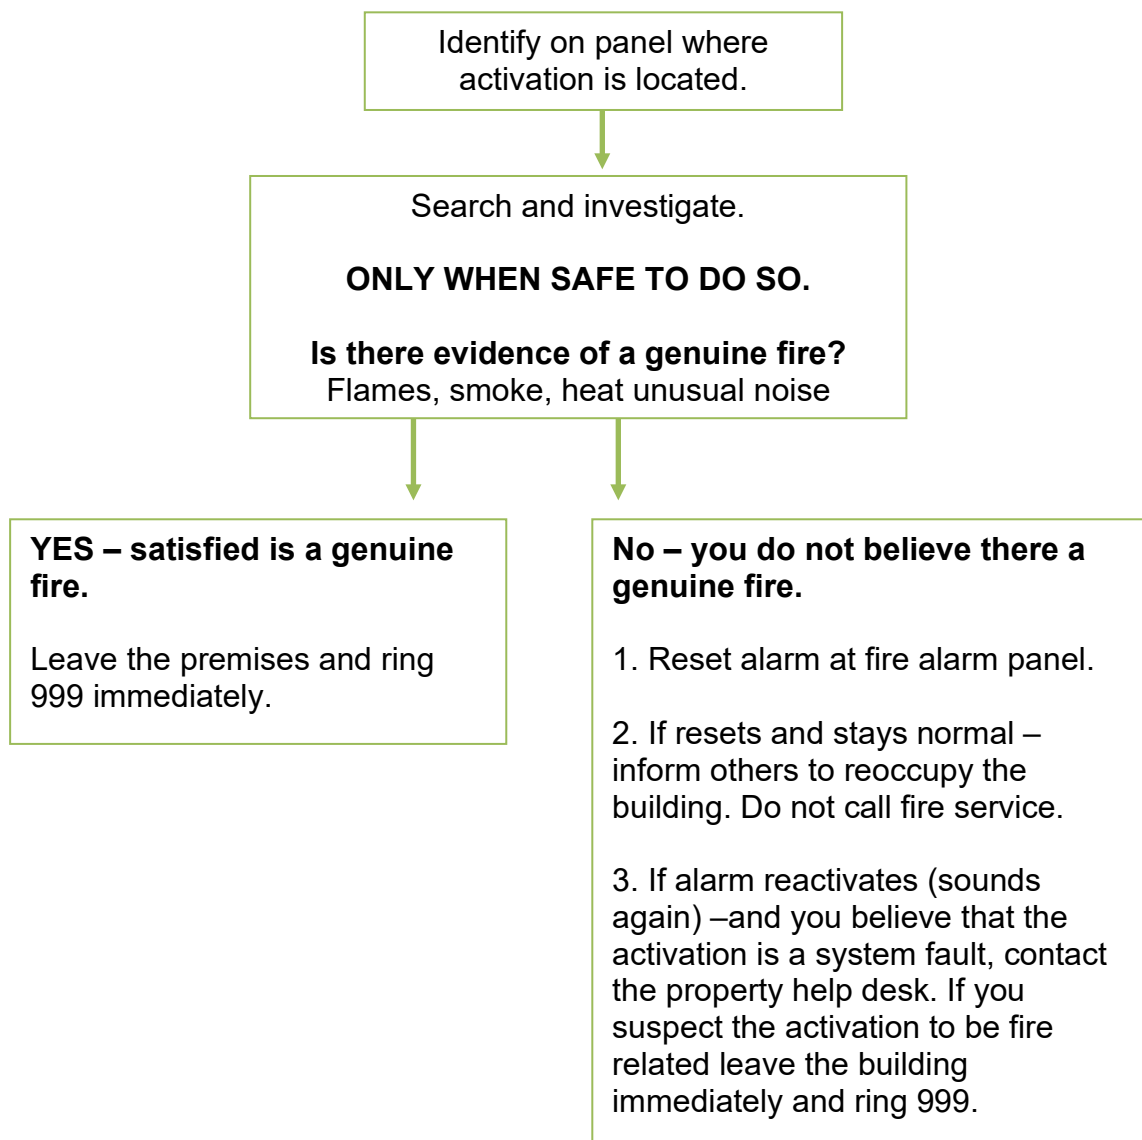 Identify on panel where
activation is located.
Search and investigate.
ONLY WHEN SAFE TO DO SO.
Is there evidence of a genuine fire?
Flames, smoke, heat unusual noise
YES – satisfied is a genuine
fire.
Leave the premises and ring
999 immediately.
No – you do not believe there a
genuine fire.
1. Reset alarm at fire alarm panel.
2. If resets and stays normal –
inform others to reoccupy the
building. Do not call fire service.
3. If alarm reactivates (sounds
again) –and you believe that the
activation is a system fault, contact
the property help desk. If you
suspect the activation to be fire
related leave the building
immediately and ring 999.